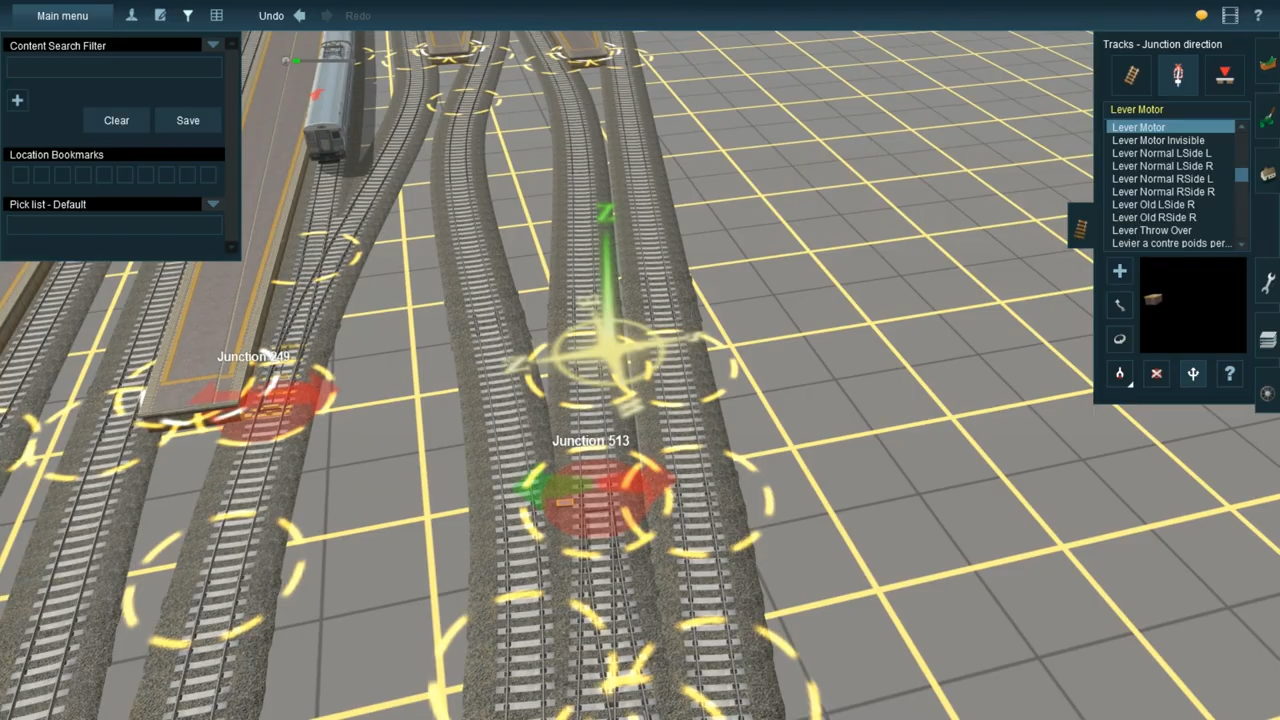 Main menu
Undo
Redo
?
Content Search Filter
Clear
Save
Location Bookmarks
Pick list - Default
Tracks - Junction direction
Lever Motor
Lever Motor
Lever Motor Invisible
Lever Normal LSide L
Lever Normal LSide R
Lever Normal RSide L
Lever Normal RSide R
Lever Old LSide R
Lever Old RSide R
Lever Throw Over
Levier a contre poids per...
?
N
Junction 249
Junction 513